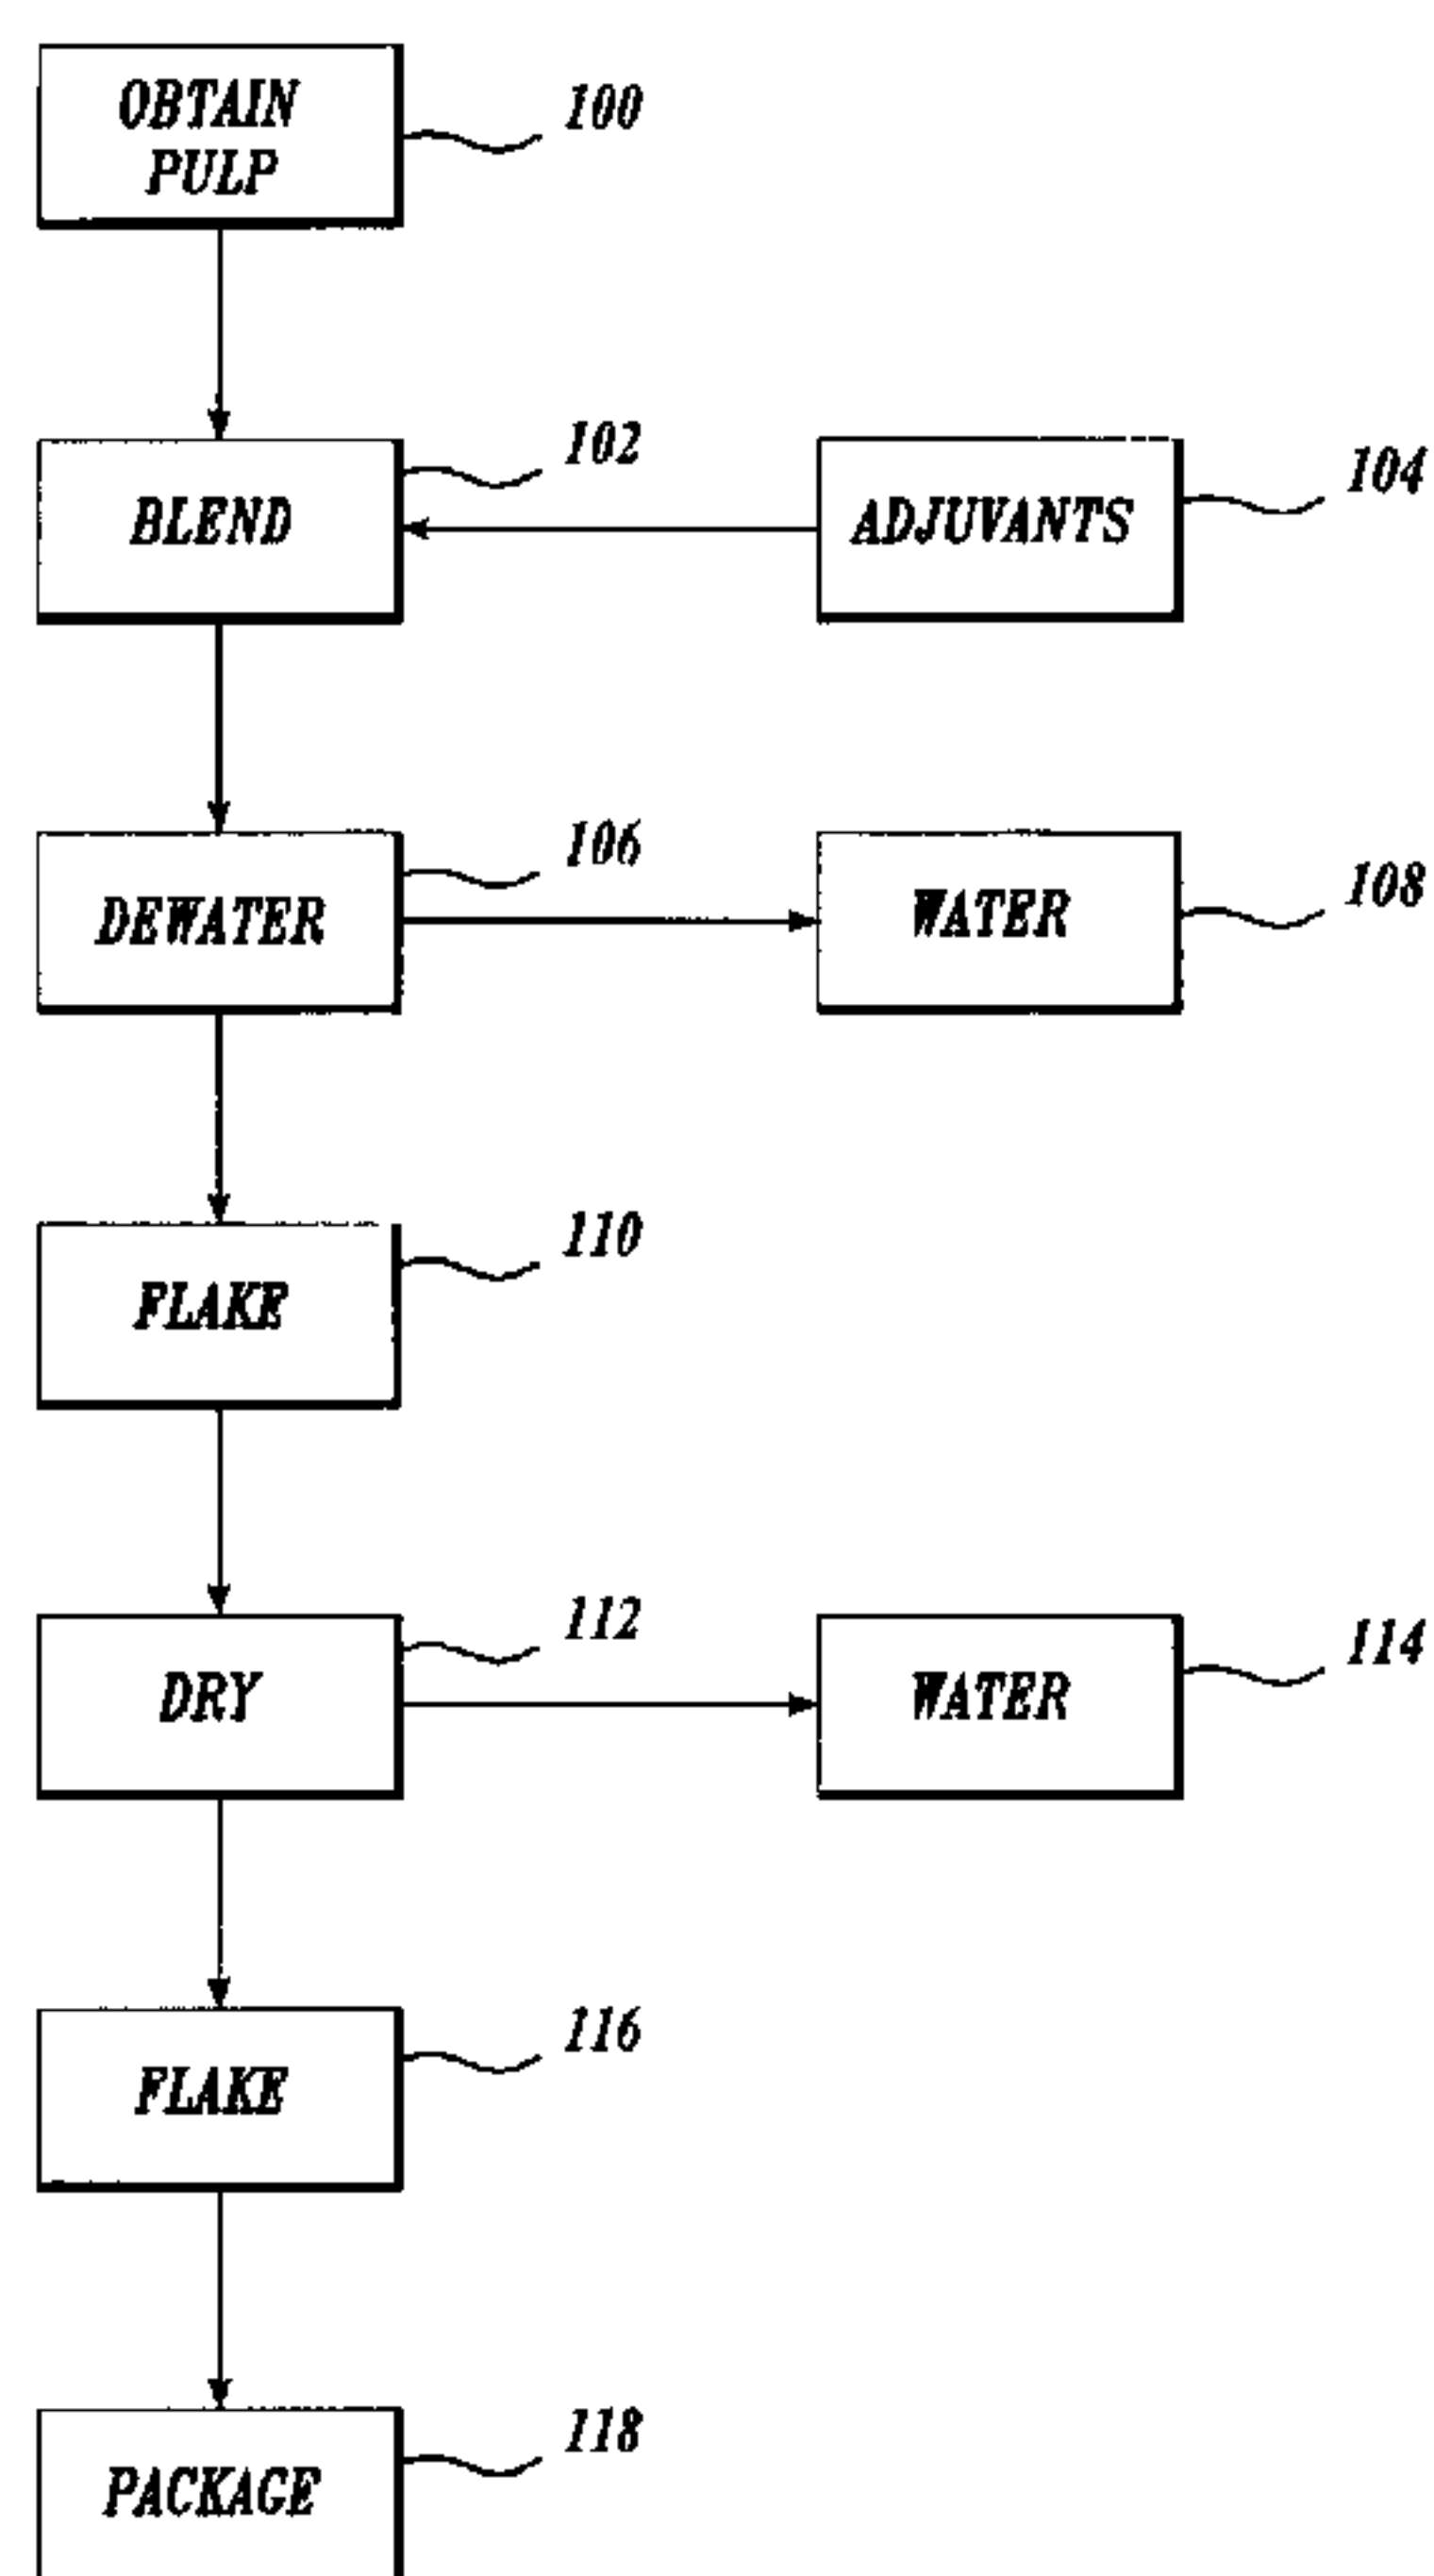 OBTAIN
PULP
100
BLEND
102
ADJUVANTS
104
DEWATER
106
WATER
108
FLAKE
110
DRY
112
WATER
114
FLAKE
116
PACKAGE
118